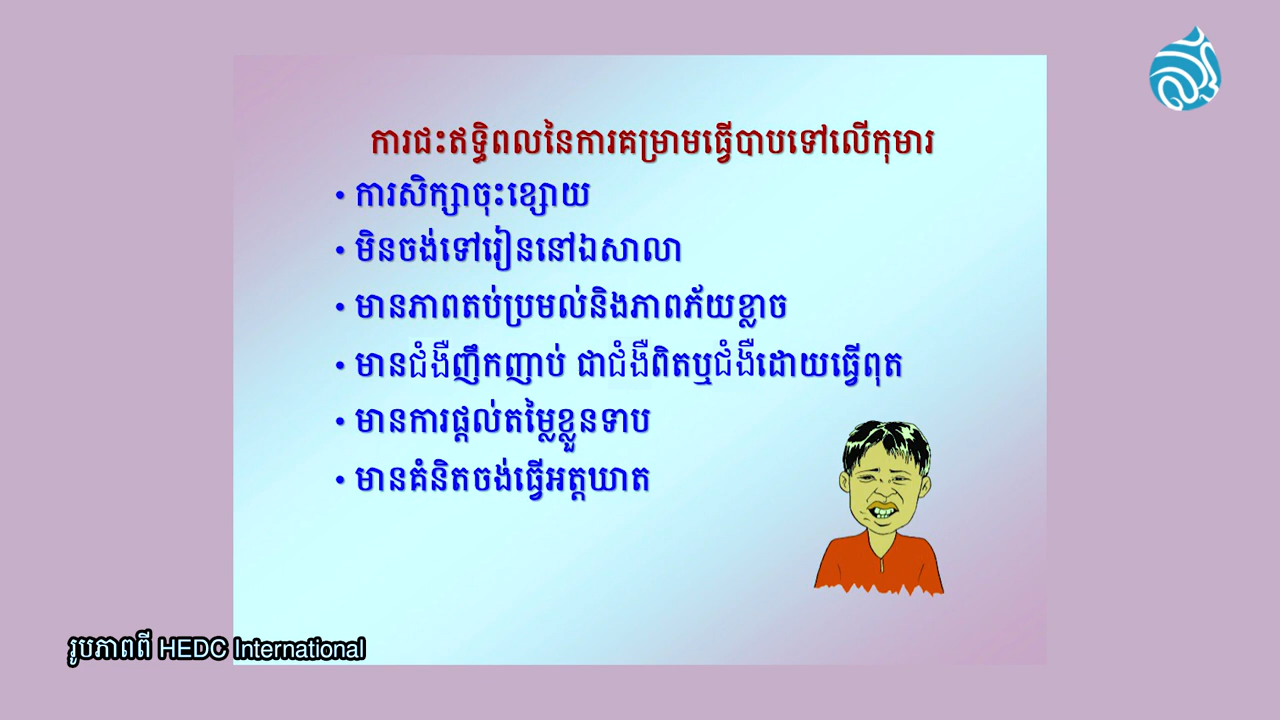 ការជះឥទ្ធិពលនៃការគម្រាមធ្វើបាបទៅលើកុមារ
• ការសិក្សាចុះខ្សោយ
• មិនចង់ទៅរៀននៅឯសាលា
• មានភាពតប់ប្រមល់និងភាពភ័យខ្លាច
• មានជំងឺញឹកញាប់ ជាជំងឺពិតឬជំងឺដោយធ្វើពុត
• មានការផ្តល់តម្លៃខ្លួនទាប
• មានគំនិតចង់ធ្វើអត្តឃាត
រូបភាពពី HEDC International